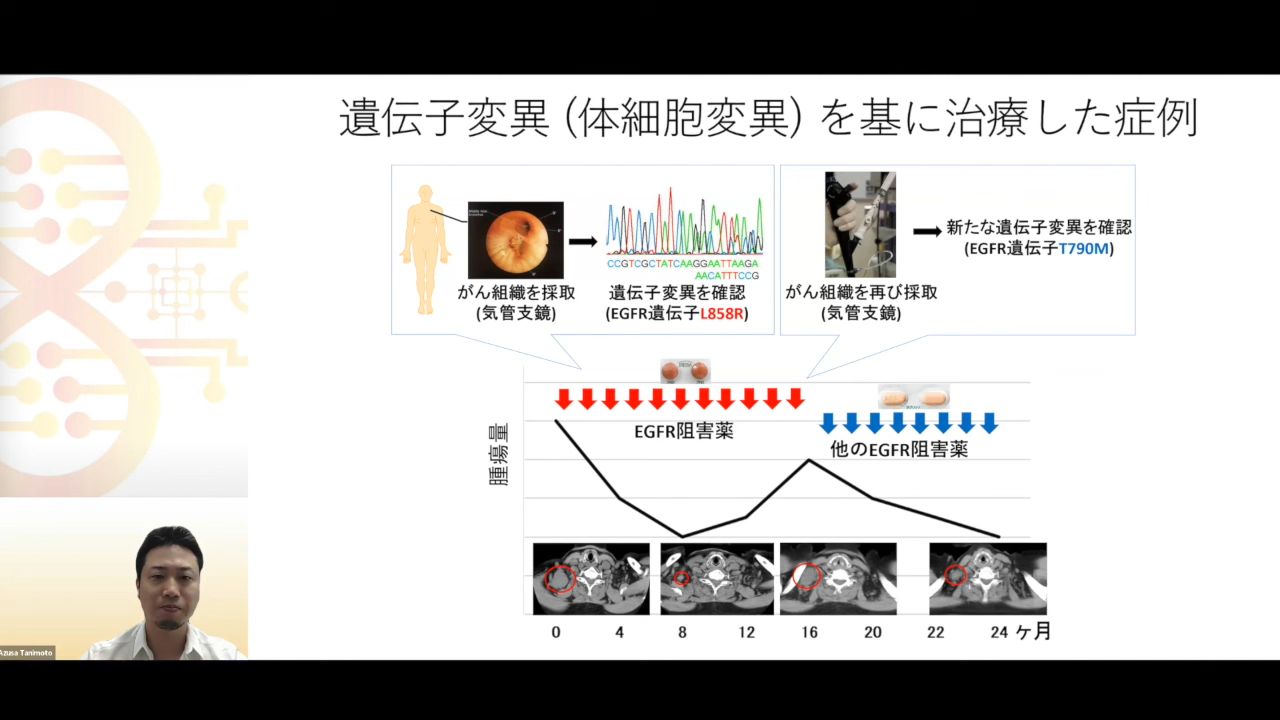 遺伝子変異 (体細胞変異) を基に治療した症例
がん組織を採取
(気管支鏡)
CCGTCGCTATCAAGGAATTAAGA
AACATTTCCG
遺伝子変異を確認
(EGFR遺伝子L858R)
がん組織を再び採取
(気管支鏡)
新たな遺伝子変異を確認
(EGFR遺伝子T790M)
腫瘍量
EGFR阻害薬
他のEGFR阻害薬
0 4 8 12 16 20 22 24 ケ月
Azusa Tanimoto